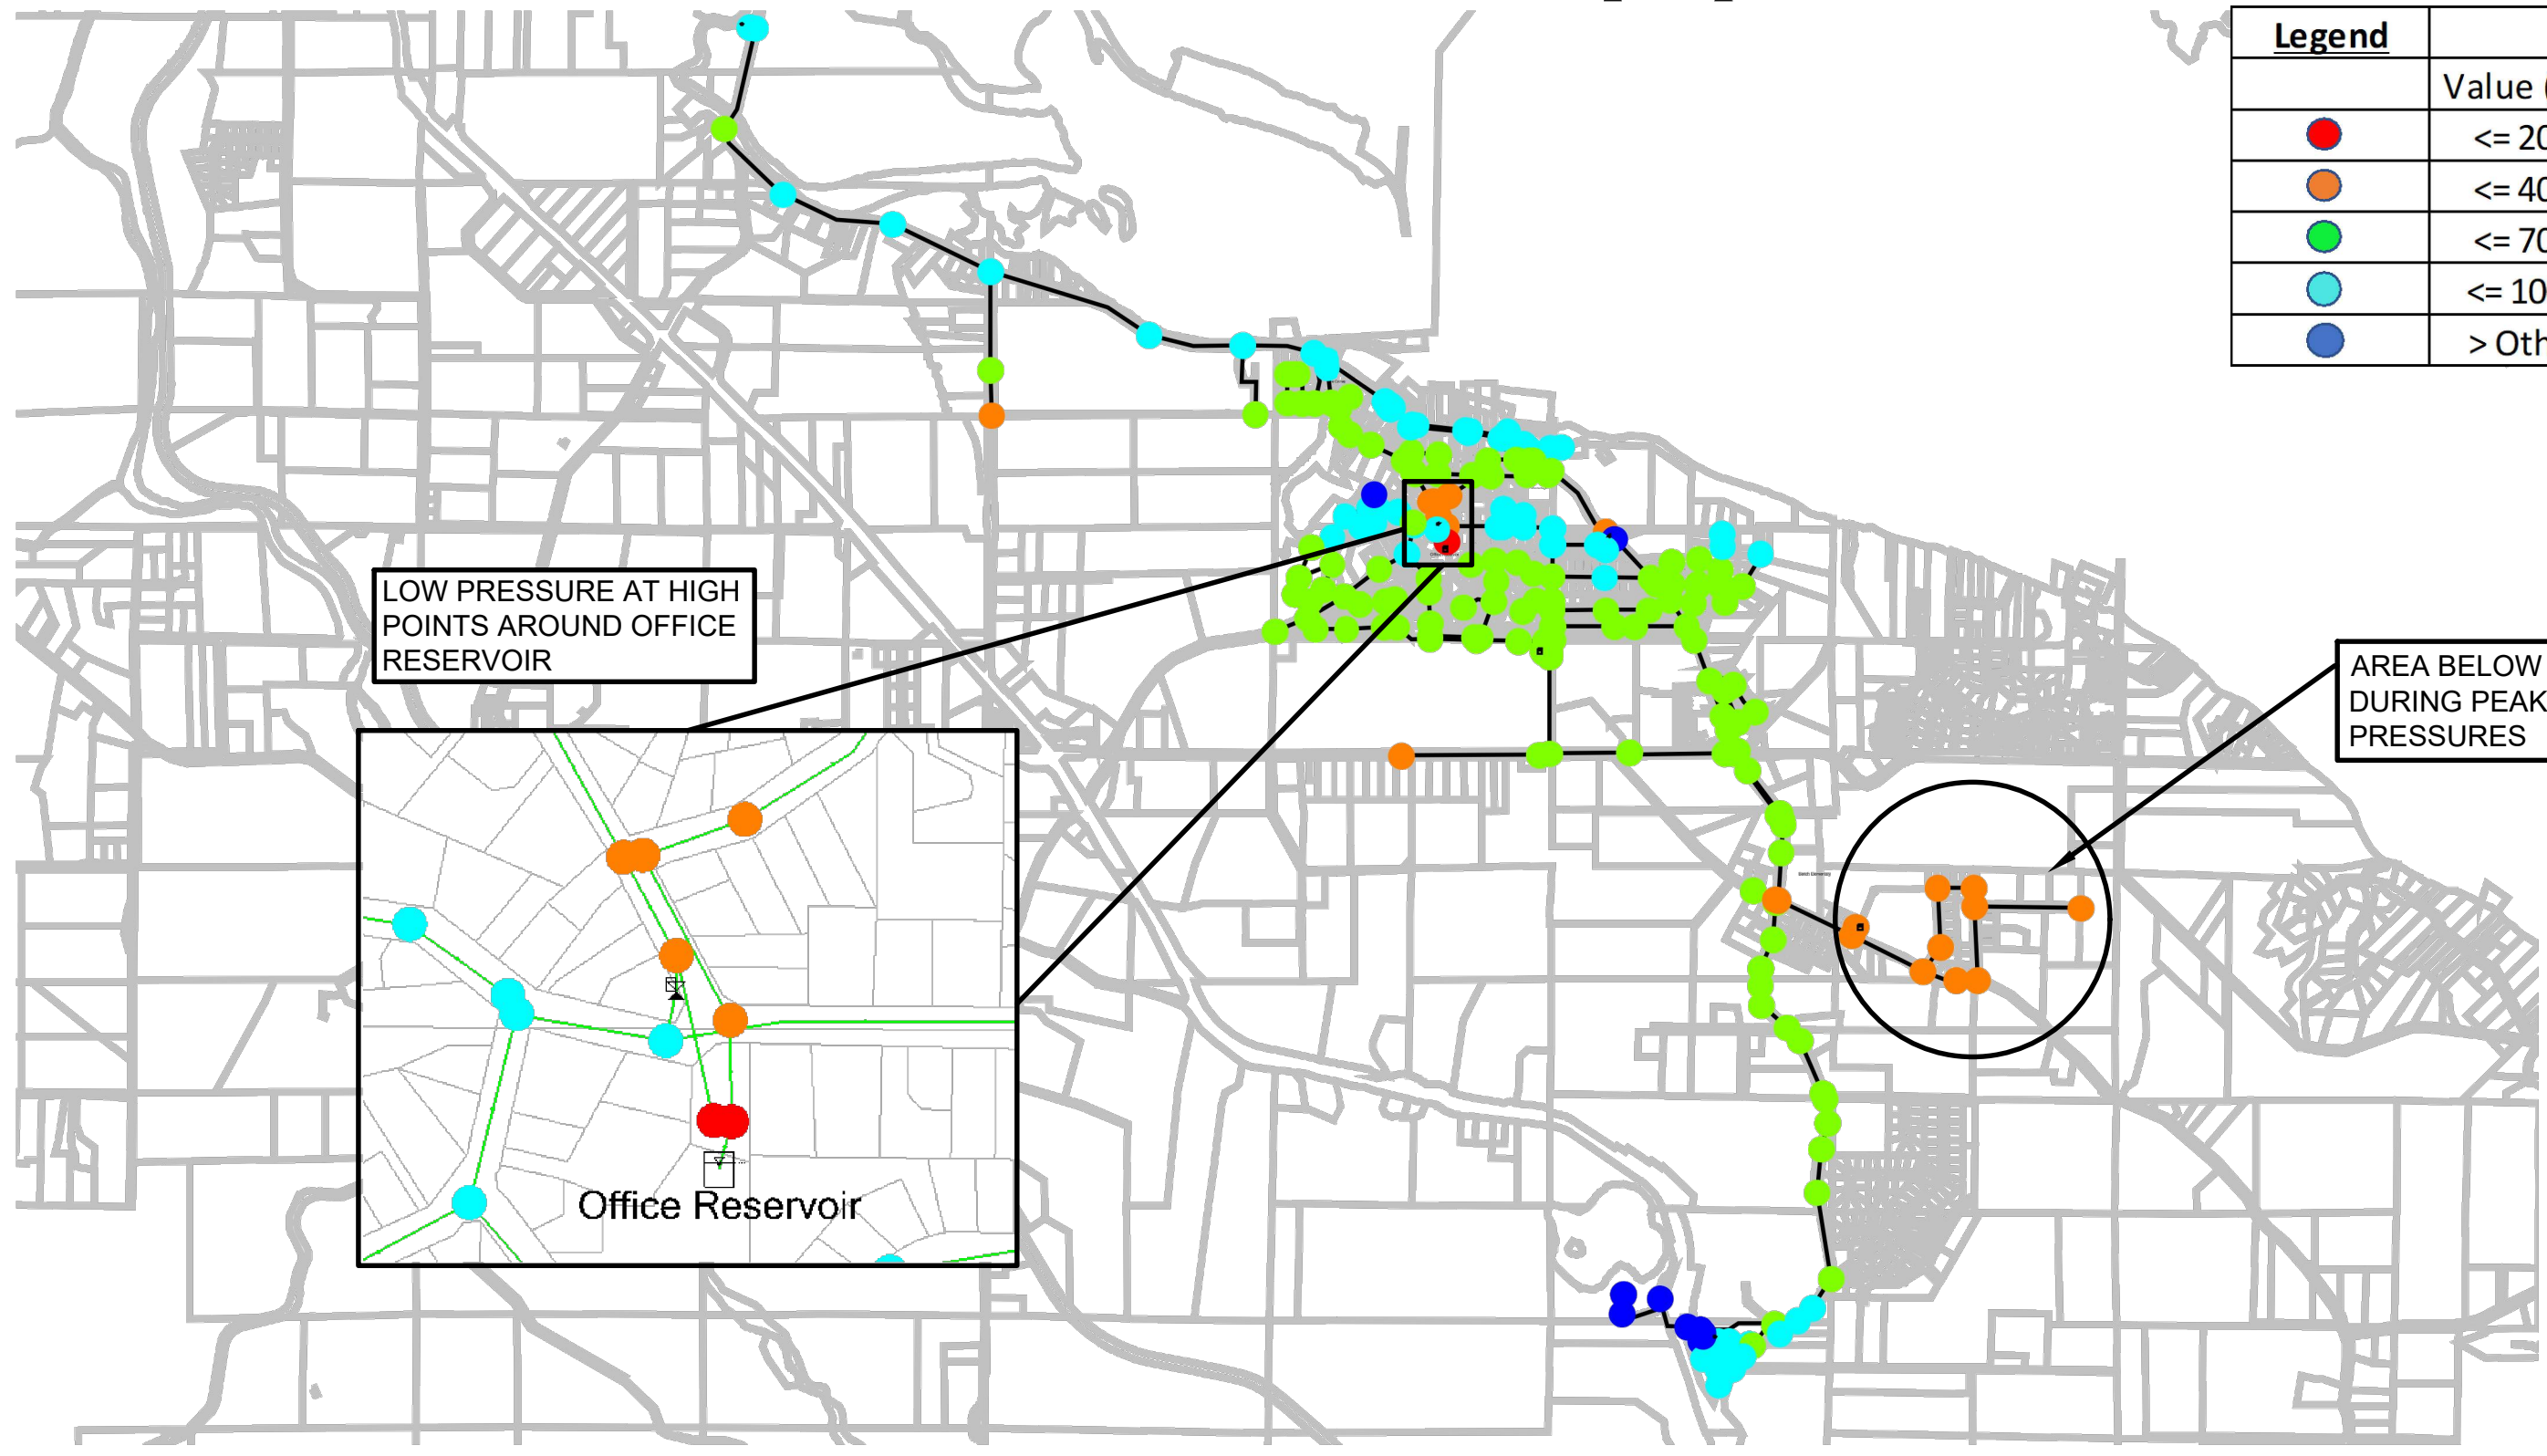 Legend
Value (
<= 20
<= 40
<= 70
<= 10
> Oth
LOW PRESSURE AT HIGH
POINTS AROUND OFFICE
RESERVOIR
AREA BELOW
DURING PEAK
PRESSURES
Office Reservoir